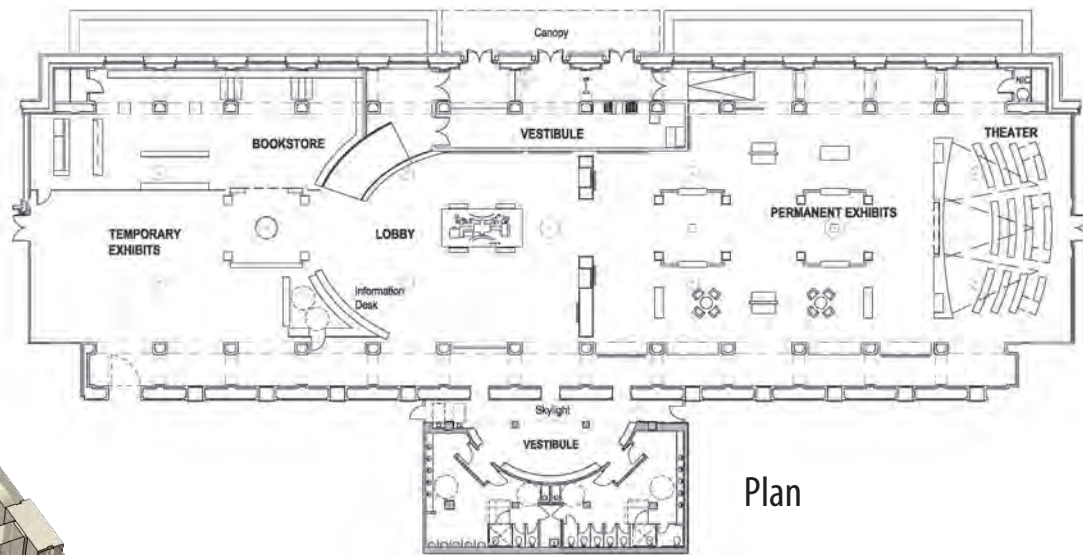 Canopy
NIC
BOOKSTORE
VESTIBULE
THEATER
TEMPORARY
EXHIBITS
LOBBY
PERMANENT EXHIBITS
Information
Desk
Skylight
VESTIBULE
Plan